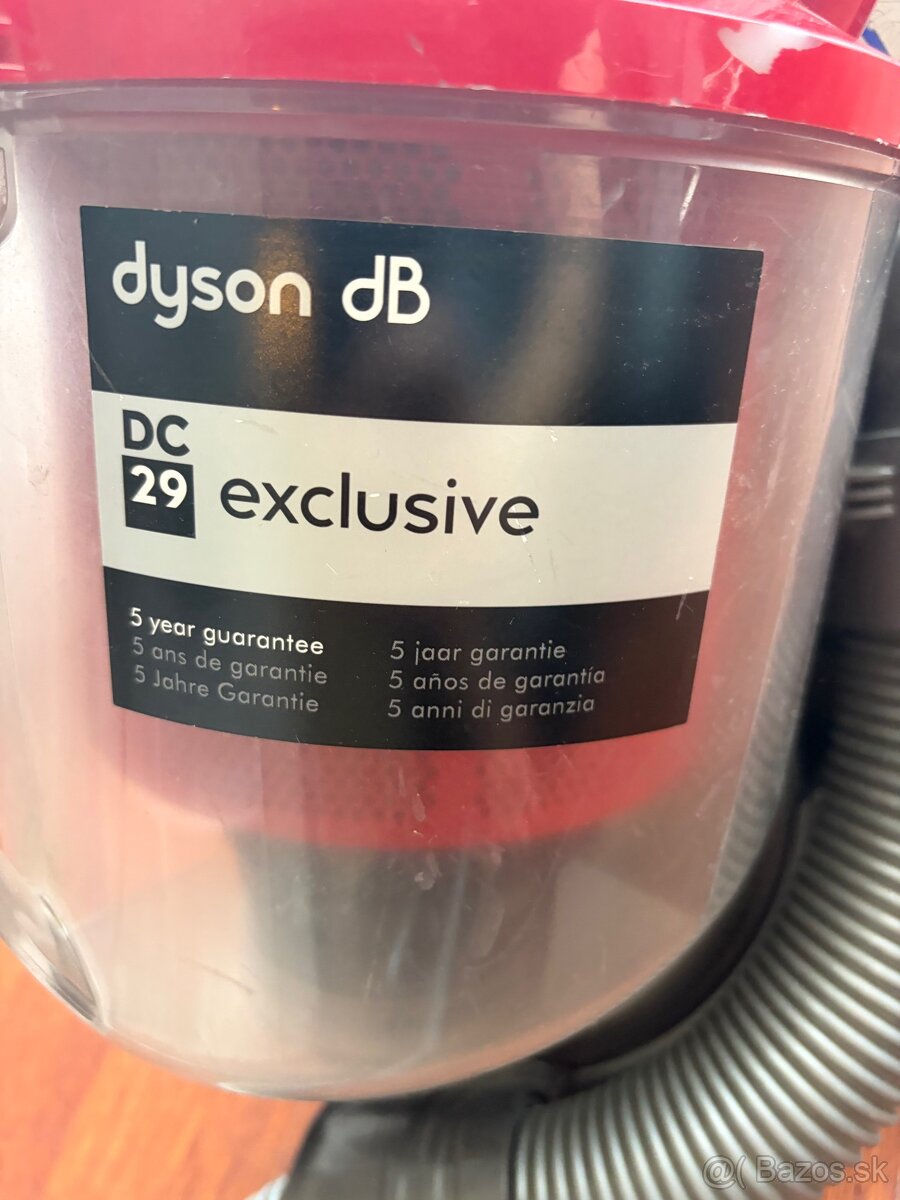 dyson dB
DC
29
exclusive
5 year guarantee
5 ans de garantie
5 Jahre Garantie
5 jaar garantie
5 años de garantía
5 anni di garanzia
@( Bazos.sk